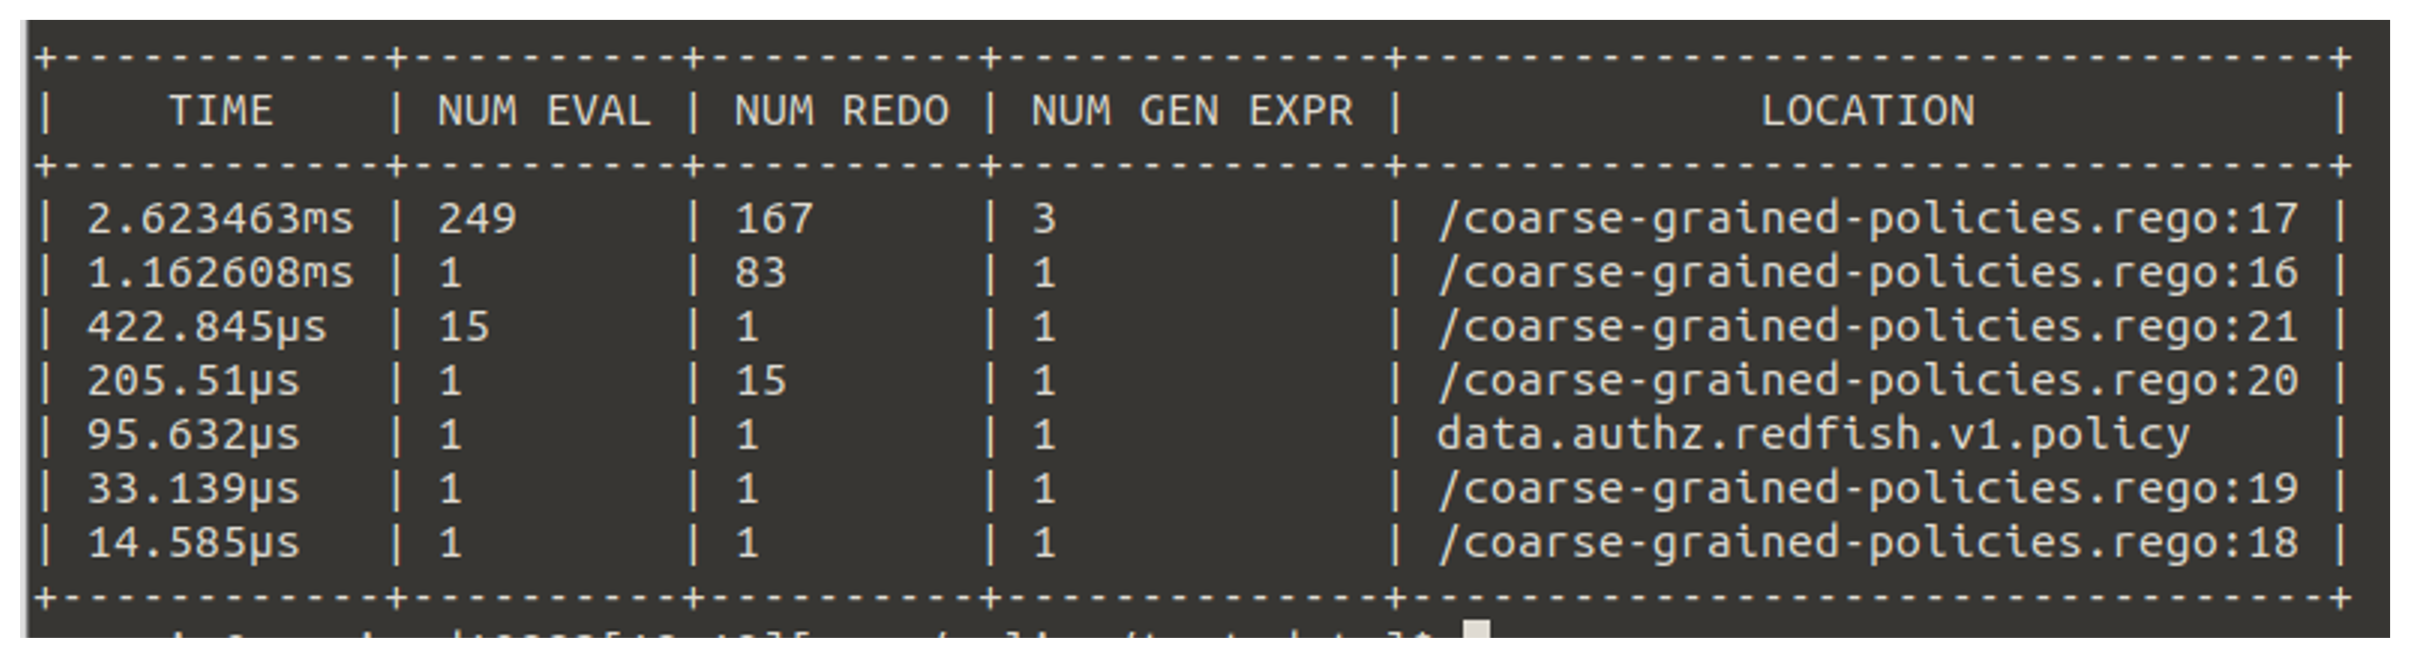 +------------+----------+----------+--------------+----------------------------------+
|    TIME    | NUM EVAL | NUM REDO | NUM GEN EXPR |             LOCATION             |
+------------+----------+----------+--------------+----------------------------------+
| 2.623463ms | 249      | 167      | 3            | /coarse-grained-policies.rego:17 |
| 1.162608ms | 1        | 83       | 1            | /coarse-grained-policies.rego:16 |
| 422.845µs  | 15       | 1        | 1            | /coarse-grained-policies.rego:21 |
| 205.51µs   | 1        | 15       | 1            | /coarse-grained-policies.rego:20 |
| 95.632µs   | 1        | 1        | 1            | data.authz.redfish.v1.policy     |
| 33.139µs   | 1        | 1        | 1            | /coarse-grained-policies.rego:19 |
| 14.585µs   | 1        | 1        | 1            | /coarse-grained-policies.rego:18 |
+------------+----------+----------+--------------+----------------------------------+